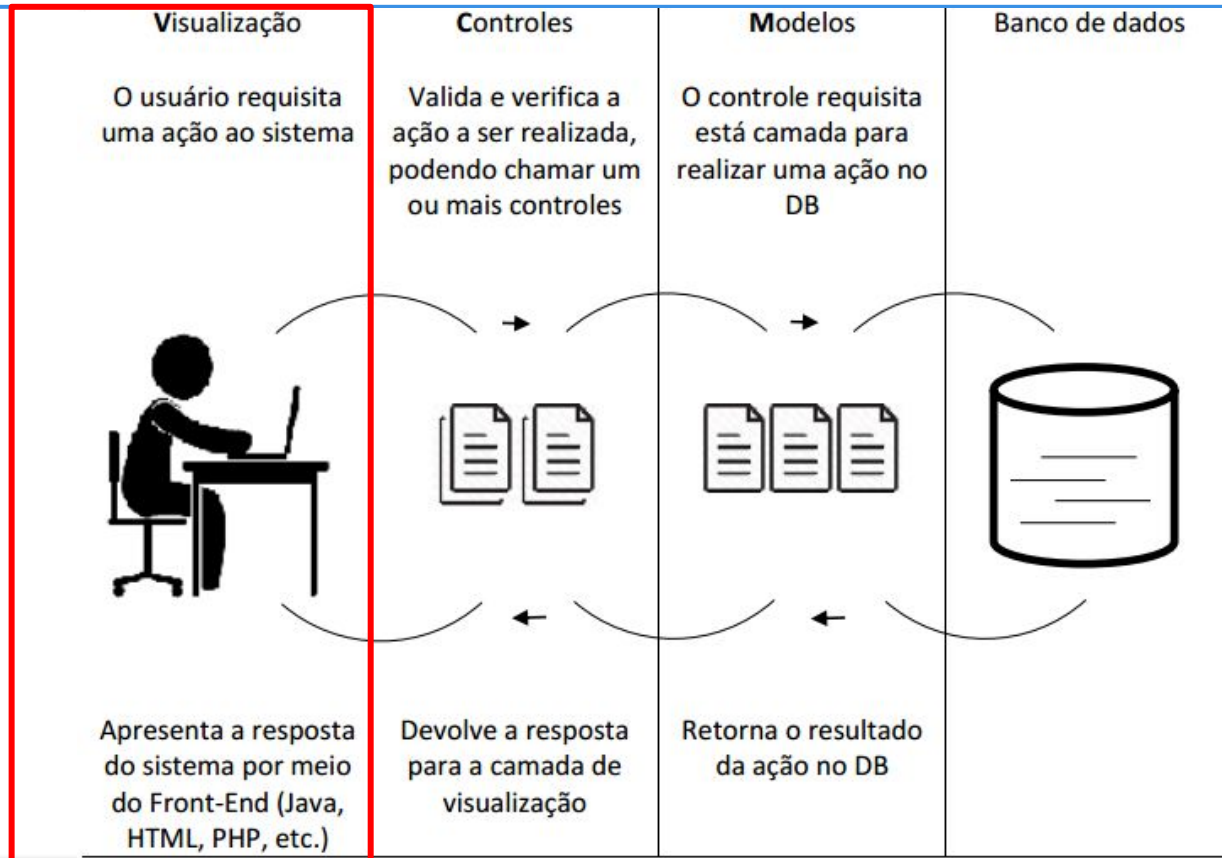 Visualização
O usuário requisita
uma ação ao sistema
Controles
Valida e verifica a
ação a ser realizada,
podendo chamar um
ou mais controles
Modelos
O controle requisita
está camada para
realizar uma ação no
DB
Banco de dados
Apresenta a resposta
do sistema por meio
do Front-End (Java,
HTML, PHP, etc.)
Devolve a resposta
para a camada de
visualização
Retorna o resultado
da ação no DB